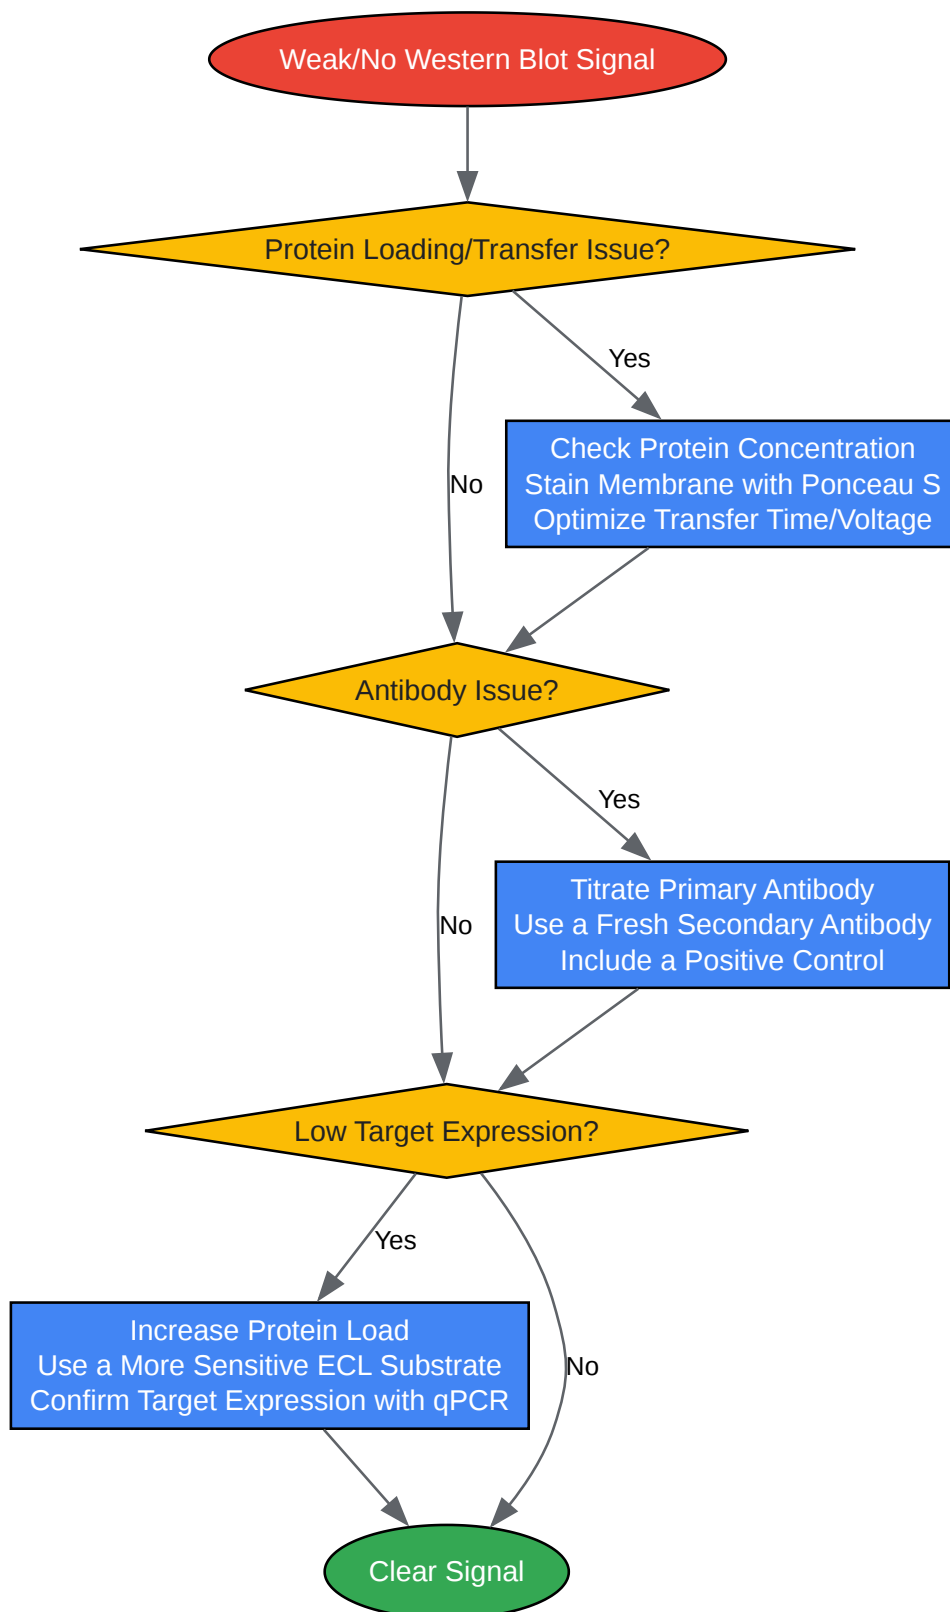 Weak/No Western Blot Signal
Protein Loading/Transfer Issue?
Yes
Check Protein Concentration
Stain Membrane with Ponceau S
Optimize Transfer Time/Voltage
No
Antibody Issue?
Yes
Titrate Primary Antibody
Use a Fresh Secondary Antibody
Include a Positive Control
No
Low Target Expression?
Yes
Increase Protein Load
Use a More Sensitive ECL Substrate
Confirm Target Expression with qPCR
No
Clear Signal